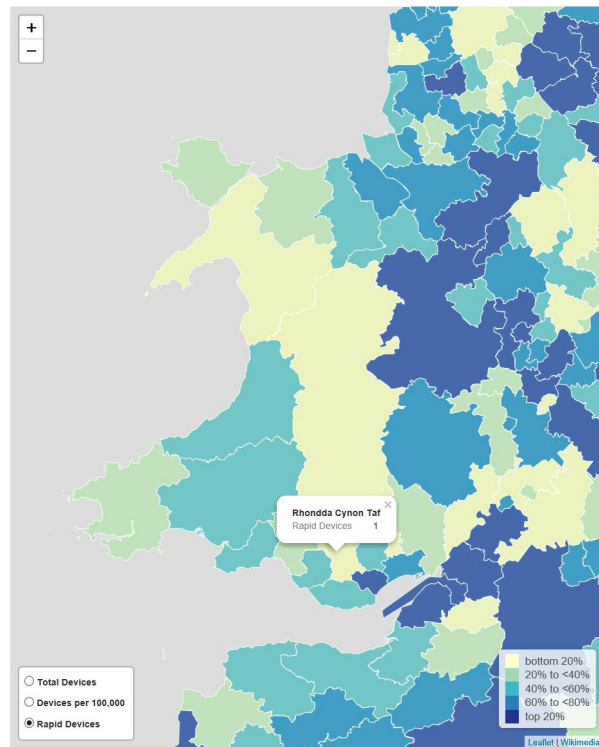 +
−
Rhondda Cynon Taf ×
Rapid Devices 1
Total Devices
Devices per 100,000
Rapid Devices
bottom 20%
20% to <40%
40% to <60%
60% to <80%
top 20%
Leaflet | Wikimedia